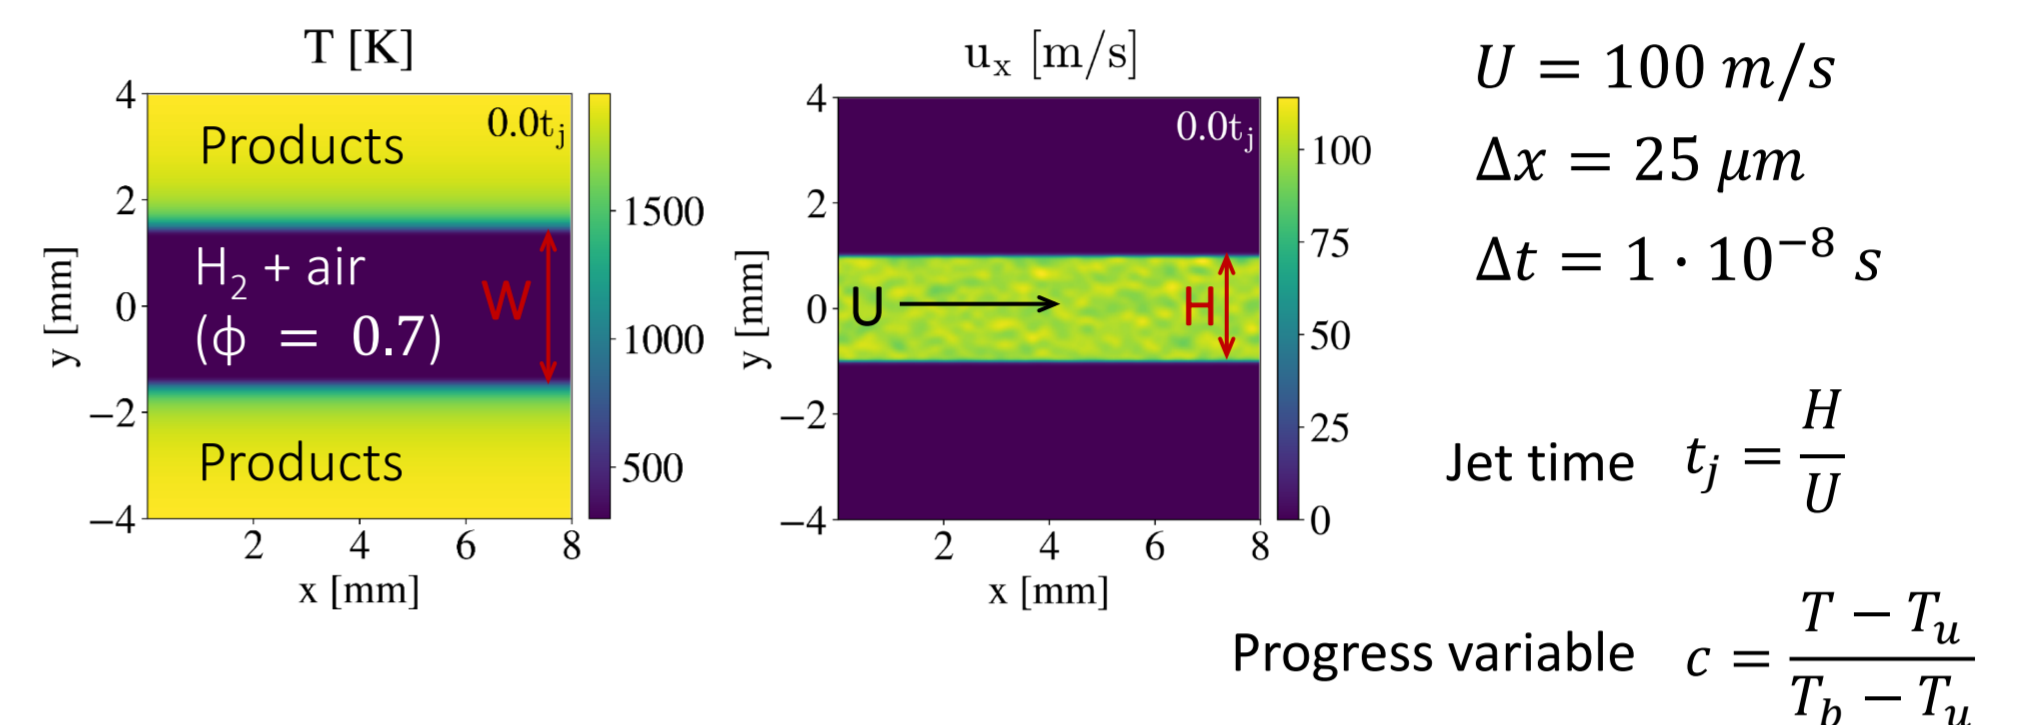 T [K]
4
2
0
−2
−4
y [mm]
Products
0.0tⱼ
H₂ + air
(ϕ = 0.7)
W
Products
2 4 6 8
x [mm]
1500
1000
500
uₓ [m/s]
4
2
0
−2
−4
y [mm]
0.0tⱼ
U
H
2 4 6 8
x [mm]
100
75
50
25
0
U = 100 m/s
Δx = 25 μm
Δt = 1 · 10⁻⁸ s
Jet time tⱼ = H/U
Progress variable c = (T − Tᵤ)/(T_b − Tᵤ)